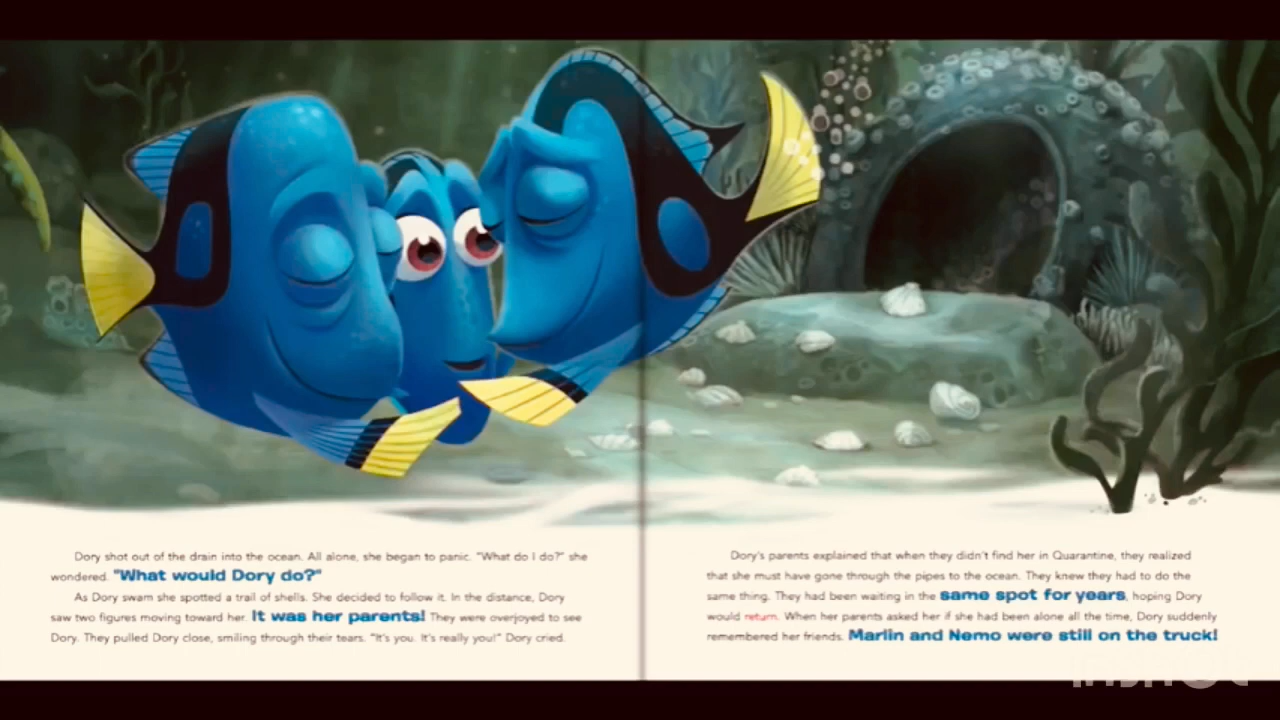 Dory shot out of the drain into the ocean. All alone, she began to panic. "What do I do?" she
wondered. "What would Dory do?"
As Dory swam she spotted a trail of shells. She decided to follow it. In the distance, Dory
saw two figures moving toward her. It was her parents! They were overjoyed to see
Dory. They pulled Dory close, smiling through their tears. "It's you. It's really you!" Dory cried.
Dory's parents explained that when they didn't find her in Quarantine, they realized
that she must have gone through the pipes to the ocean. They knew they had to do the
same thing. They had been waiting in the same spot for years, hoping Dory
would return. When her parents asked her if she had been alone all the time, Dory suddenly
remembered her friends. Marlin and Nemo were still on the truck!